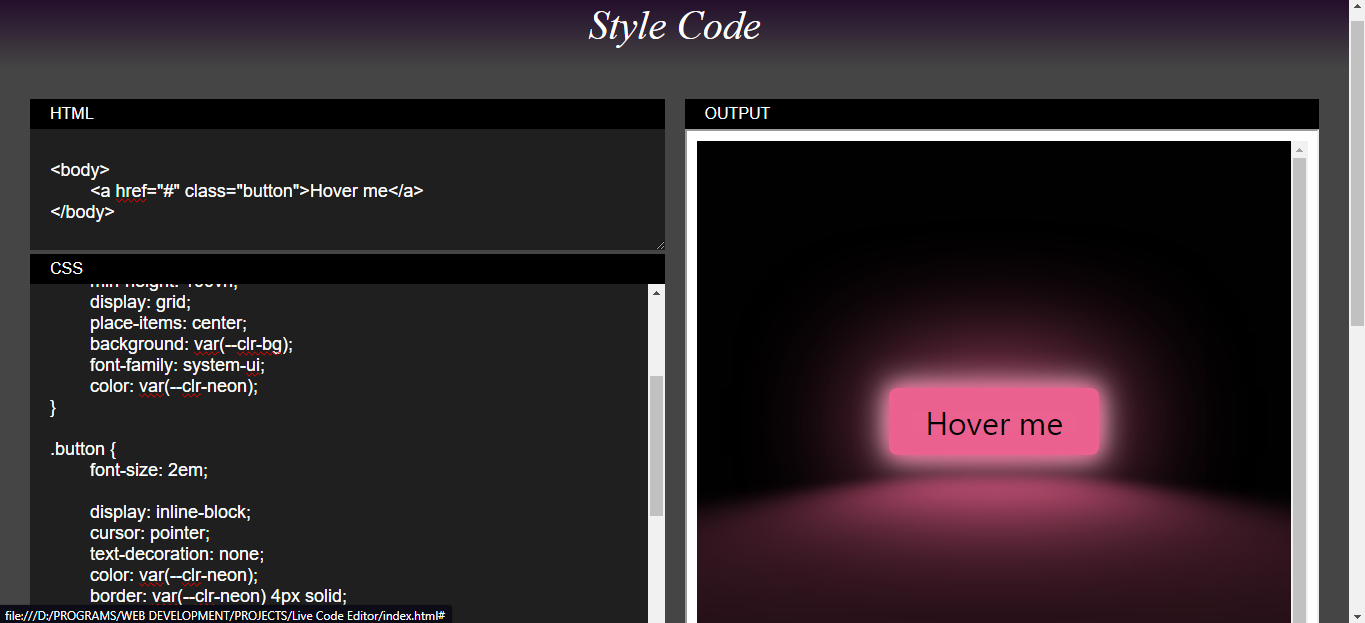 Style Code
HTML
<body>
<a href="#" class="button">Hover me</a>
</body>
CSS
min-height: 100vh;
display: grid;
place-items: center;
background: var(--clr-bg);
font-family: system-ui;
color: var(--clr-neon);
}
.button {
font-size: 2em;
display: inline-block;
cursor: pointer;
text-decoration: none;
color: var(--clr-neon);
border: var(--clr-neon) 4px solid;
file:///D:/PROGRAMS/WEB DEVELOPMENT/PROJECTS/Live Code Editor/index.html#
OUTPUT
Hover me